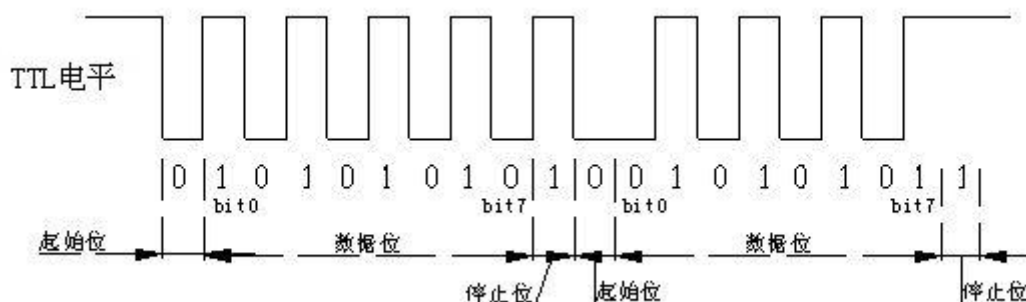 TTL电平
0 1 0 1 0 1 0 1 0 1 0 0 1 0 1 0 1 0 1 1
bit0 bit7 bit0 bit7
起始位 数据位 数据位
停止位 起始位 停止位